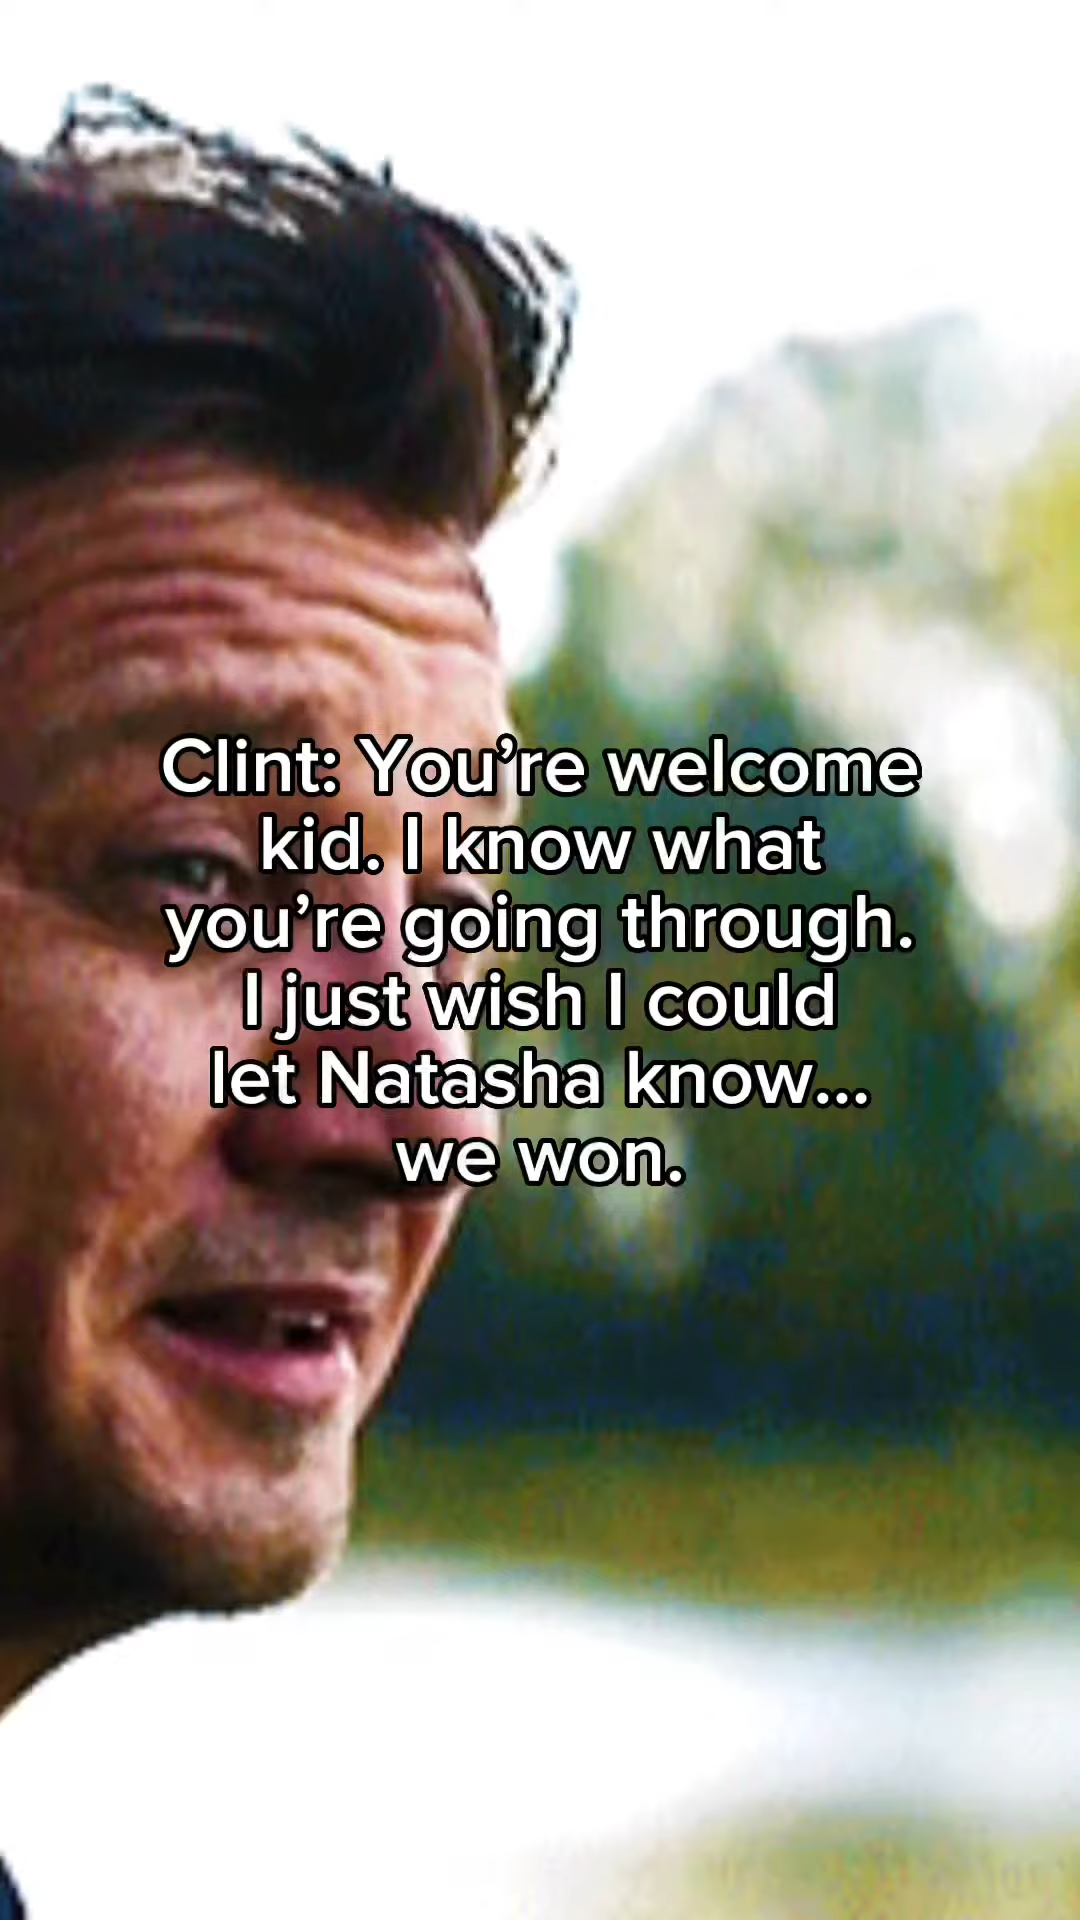 Clint: You’re welcome
kid. I know what
you’re going through.
I just wish I could
let Natasha know...
we won.